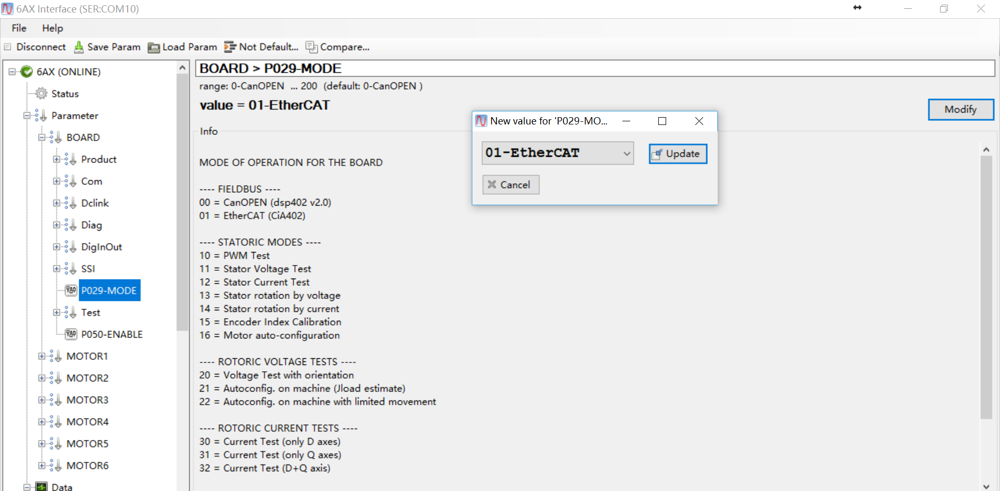 6AX Interface (SER:COM10)
File Help
Disconnect Save Param Load Param Not Default... Compare...
6AX (ONLINE)
Status
Parameter
BOARD
Product
Com
Dclink
Diag
DigInOut
SSI
P029-MODE
Test
P050-ENABLE
MOTOR1
MOTOR2
MOTOR3
MOTOR4
MOTOR5
MOTOR6
Data
BOARD > P029-MODE
range: 0-CanOPEN ... 200 (default: 0-CanOPEN )
value = 01-EtherCAT
Modify
Info
MODE OF OPERATION FOR THE BOARD
---- FIELDBUS ----
00 = CanOPEN (dsp402 v2.0)
01 = EtherCAT (CiA402)
---- STATORIC MODES ----
10 = PWM Test
11 = Stator Voltage Test
12 = Stator Current Test
13 = Stator rotation by voltage
14 = Stator rotation by current
15 = Encoder Index Calibration
16 = Motor auto-configuration
---- ROTORIC VOLTAGE TESTS ----
20 = Voltage Test with orientation
21 = Autoconfig. on machine (Jload estimate)
22 = Autoconfig. on machine with limited movement
---- ROTORIC CURRENT TESTS ----
30 = Current Test (only D axes)
31 = Current Test (only Q axes)
32 = Current Test (D+Q axis)
New value for 'P029-MO...
01-EtherCAT
Update
Cancel